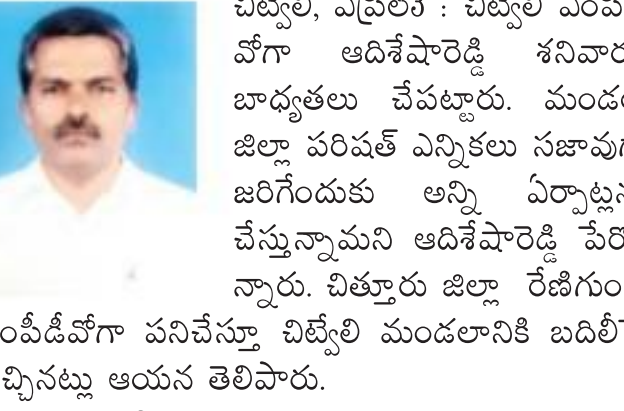 చిట్వేలి, ఏప్రిల్3 : చిట్వేలి ఎంపీ
వోగా ఆదిశేషారెడ్డి శనివార
బాధ్యతలు చేపట్టారు. మండల
జిల్లా పరిషత్ ఎన్నికలు సజావుగ
జరిగేందుకు అన్ని ఏర్పాట్లన
చేస్తున్నామని ఆదిశేషారెడ్డి పేరొ
న్నారు. చిత్తూరు జిల్లా రేణిగుం
ంపీడీవోగా పనిచేస్తూ చిట్వేలి మండలానికి బదిలీ
చ్చినట్లు ఆయన తెలిపారు.